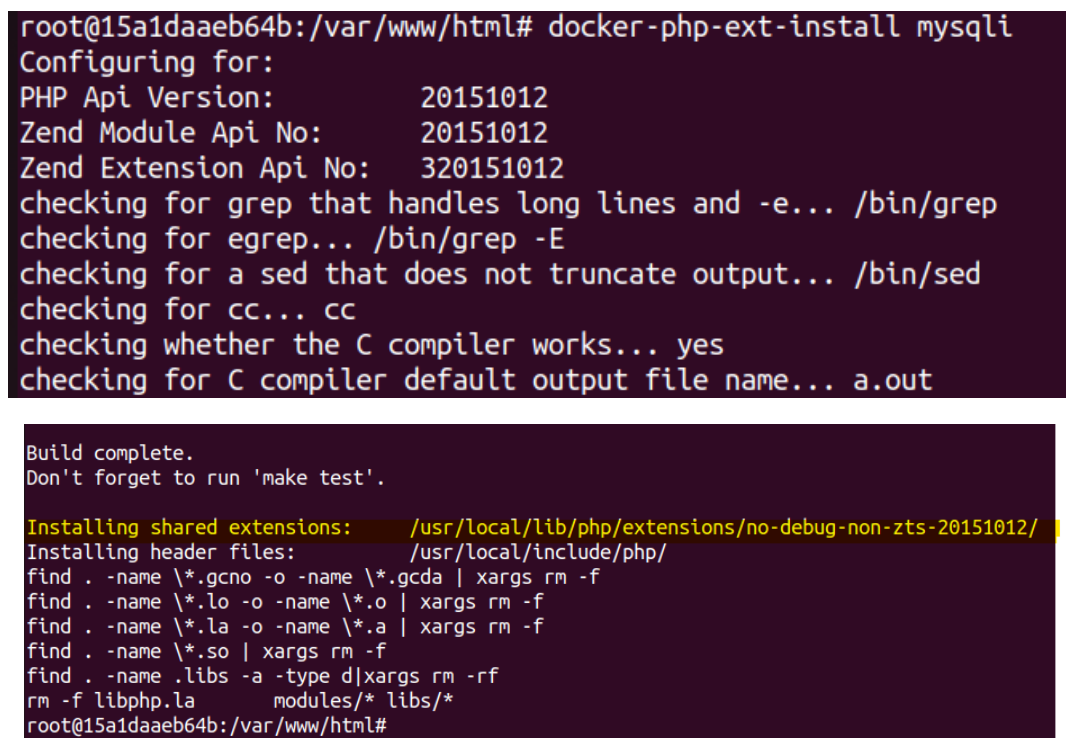 root@15a1daaeb64b:/var/www/html# docker-php-ext-install mysqli
Configuring for:
PHP Api Version:         20151012
Zend Module Api No:      20151012
Zend Extension Api No:   320151012
checking for grep that handles long lines and -e... /bin/grep
checking for egrep... /bin/grep -E
checking for a sed that does not truncate output... /bin/sed
checking for cc... cc
checking whether the C compiler works... yes
checking for C compiler default output file name... a.out
Build complete.
Don't forget to run 'make test'.
Installing shared extensions:     /usr/local/lib/php/extensions/no-debug-non-zts-20151012/
Installing header files:          /usr/local/include/php/
find . -name \*.gcno -o -name \*.gcda | xargs rm -f
find . -name \*.lo -o -name \*.o | xargs rm -f
find . -name \*.la -o -name \*.a | xargs rm -f
find . -name \*.so | xargs rm -f
find . -name .libs -a -type d|xargs rm -rf
rm -f libphp.la       modules/* libs/*
root@15a1daaeb64b:/var/www/html#